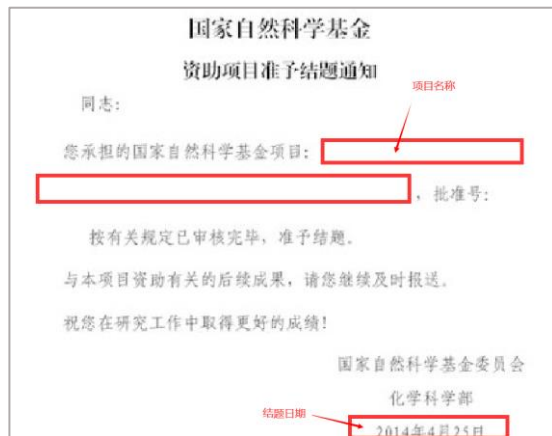 国家自然科学基金
资助项目准予结题通知
项目名称
同志：
您承担的国家自然科学基金项目：
，批准号：
按有关规定已审核完毕，准予结题。
与本项目资助有关的后续成果，请您继续及时报送。
祝您在研究工作中取得更好的成绩！
国家自然科学基金委员会
化学科学部
结题日期
2014年4月25日